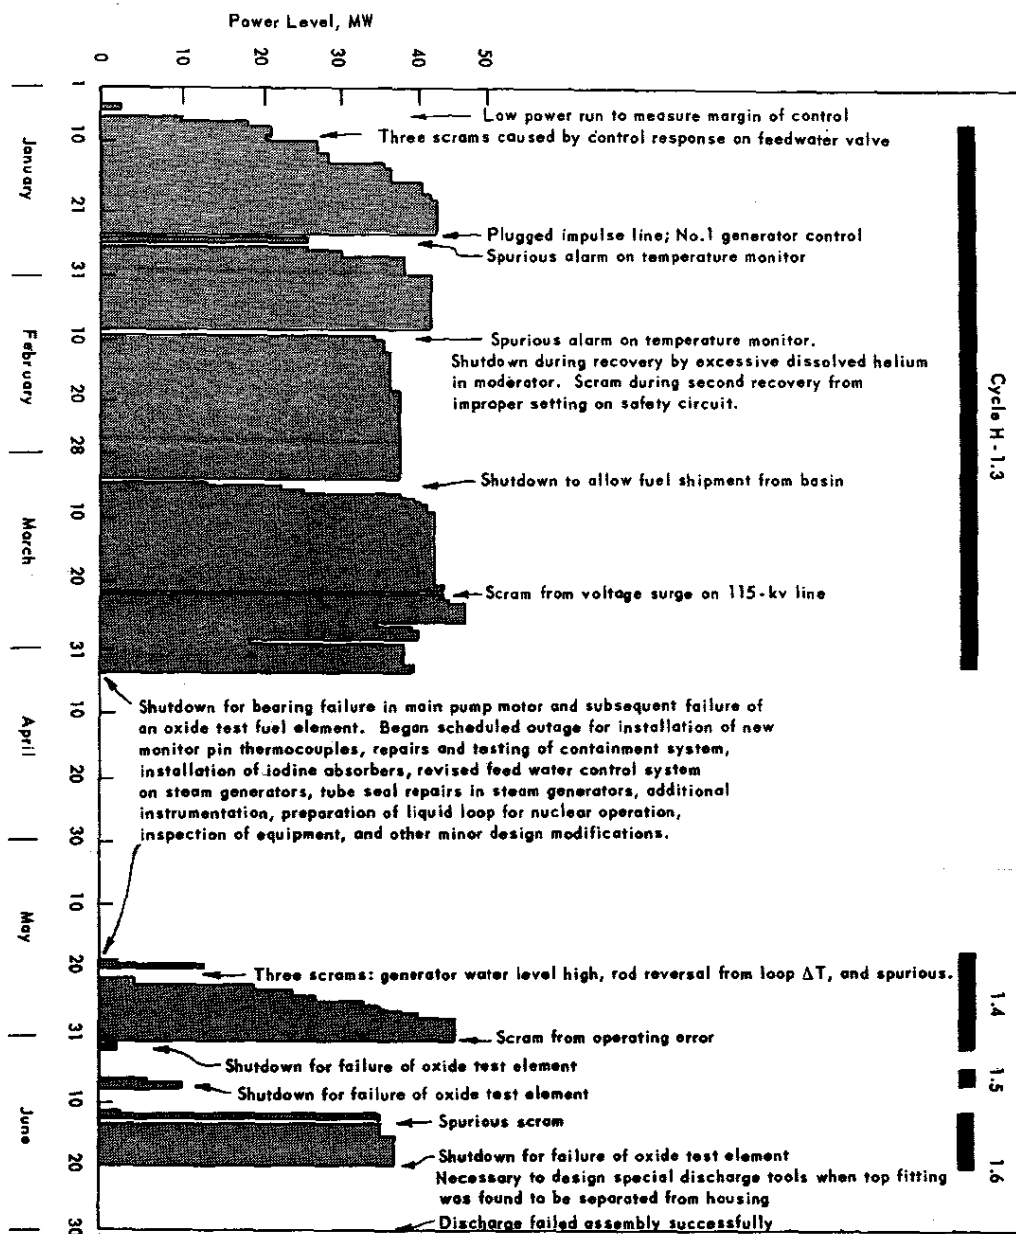 Power Level, MW
0
10
20
30
40
50
1
10
21
31
10
20
28
10
20
31
10
20
30
10
20
31
10
20
30
January
February
March
April
May
June
Low power run to measure margin of control
Three scrams caused by control response on feedwater valve
Plugged impulse line; No.1 generator control
Spurious alarm on temperature monitor
Spurious alarm on temperature monitor.
Shutdown during recovery by excessive dissolved helium
in moderator. Scram during second recovery from
improper setting on safety circuit.
Shutdown to allow fuel shipment from basin
Scram from voltage surge on 115-kv line
Shutdown for bearing failure in main pump motor and subsequent failure of
an oxide test fuel element. Began scheduled outage for installation of new
monitor pin thermocouples, repairs and testing of containment system,
installation of iodine absorbers, revised feed water control system
on steam generators, tube seal repairs in steam generators, additional
instrumentation, preparation of liquid loop for nuclear operation,
inspection of equipment, and other minor design modifications.
Three scrams: generator water level high, rod reversal from loop ΔT, and spurious.
Scram from operating error
Shutdown for failure of oxide test element
Shutdown for failure of oxide test element
Spurious scram
Shutdown for failure of oxide test element
Necessary to design special discharge tools when top fitting
was found to be separated from housing
Discharge failed assembly successfully
Cycle H-1.3
1.4
1.5
1.6